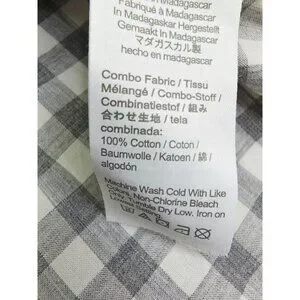 Fabriqué à Madagascar
In Madagaskar Hergestellt
Gemaakt in Madagascar
マダガスカル製
hecho en madagascar
Combo Fabric / Tissu
Mélangé / Combo-Stoff /
Combinatiestof / 組み
合わせ生地 / tela
combinada:
100% Cotton / Coton /
Baumwolle / Katoen / 綿 /
algodón
Machine Wash Cold With Like
Colors, Non-Chlorine Bleach
Tumble Dry Low. Iron on